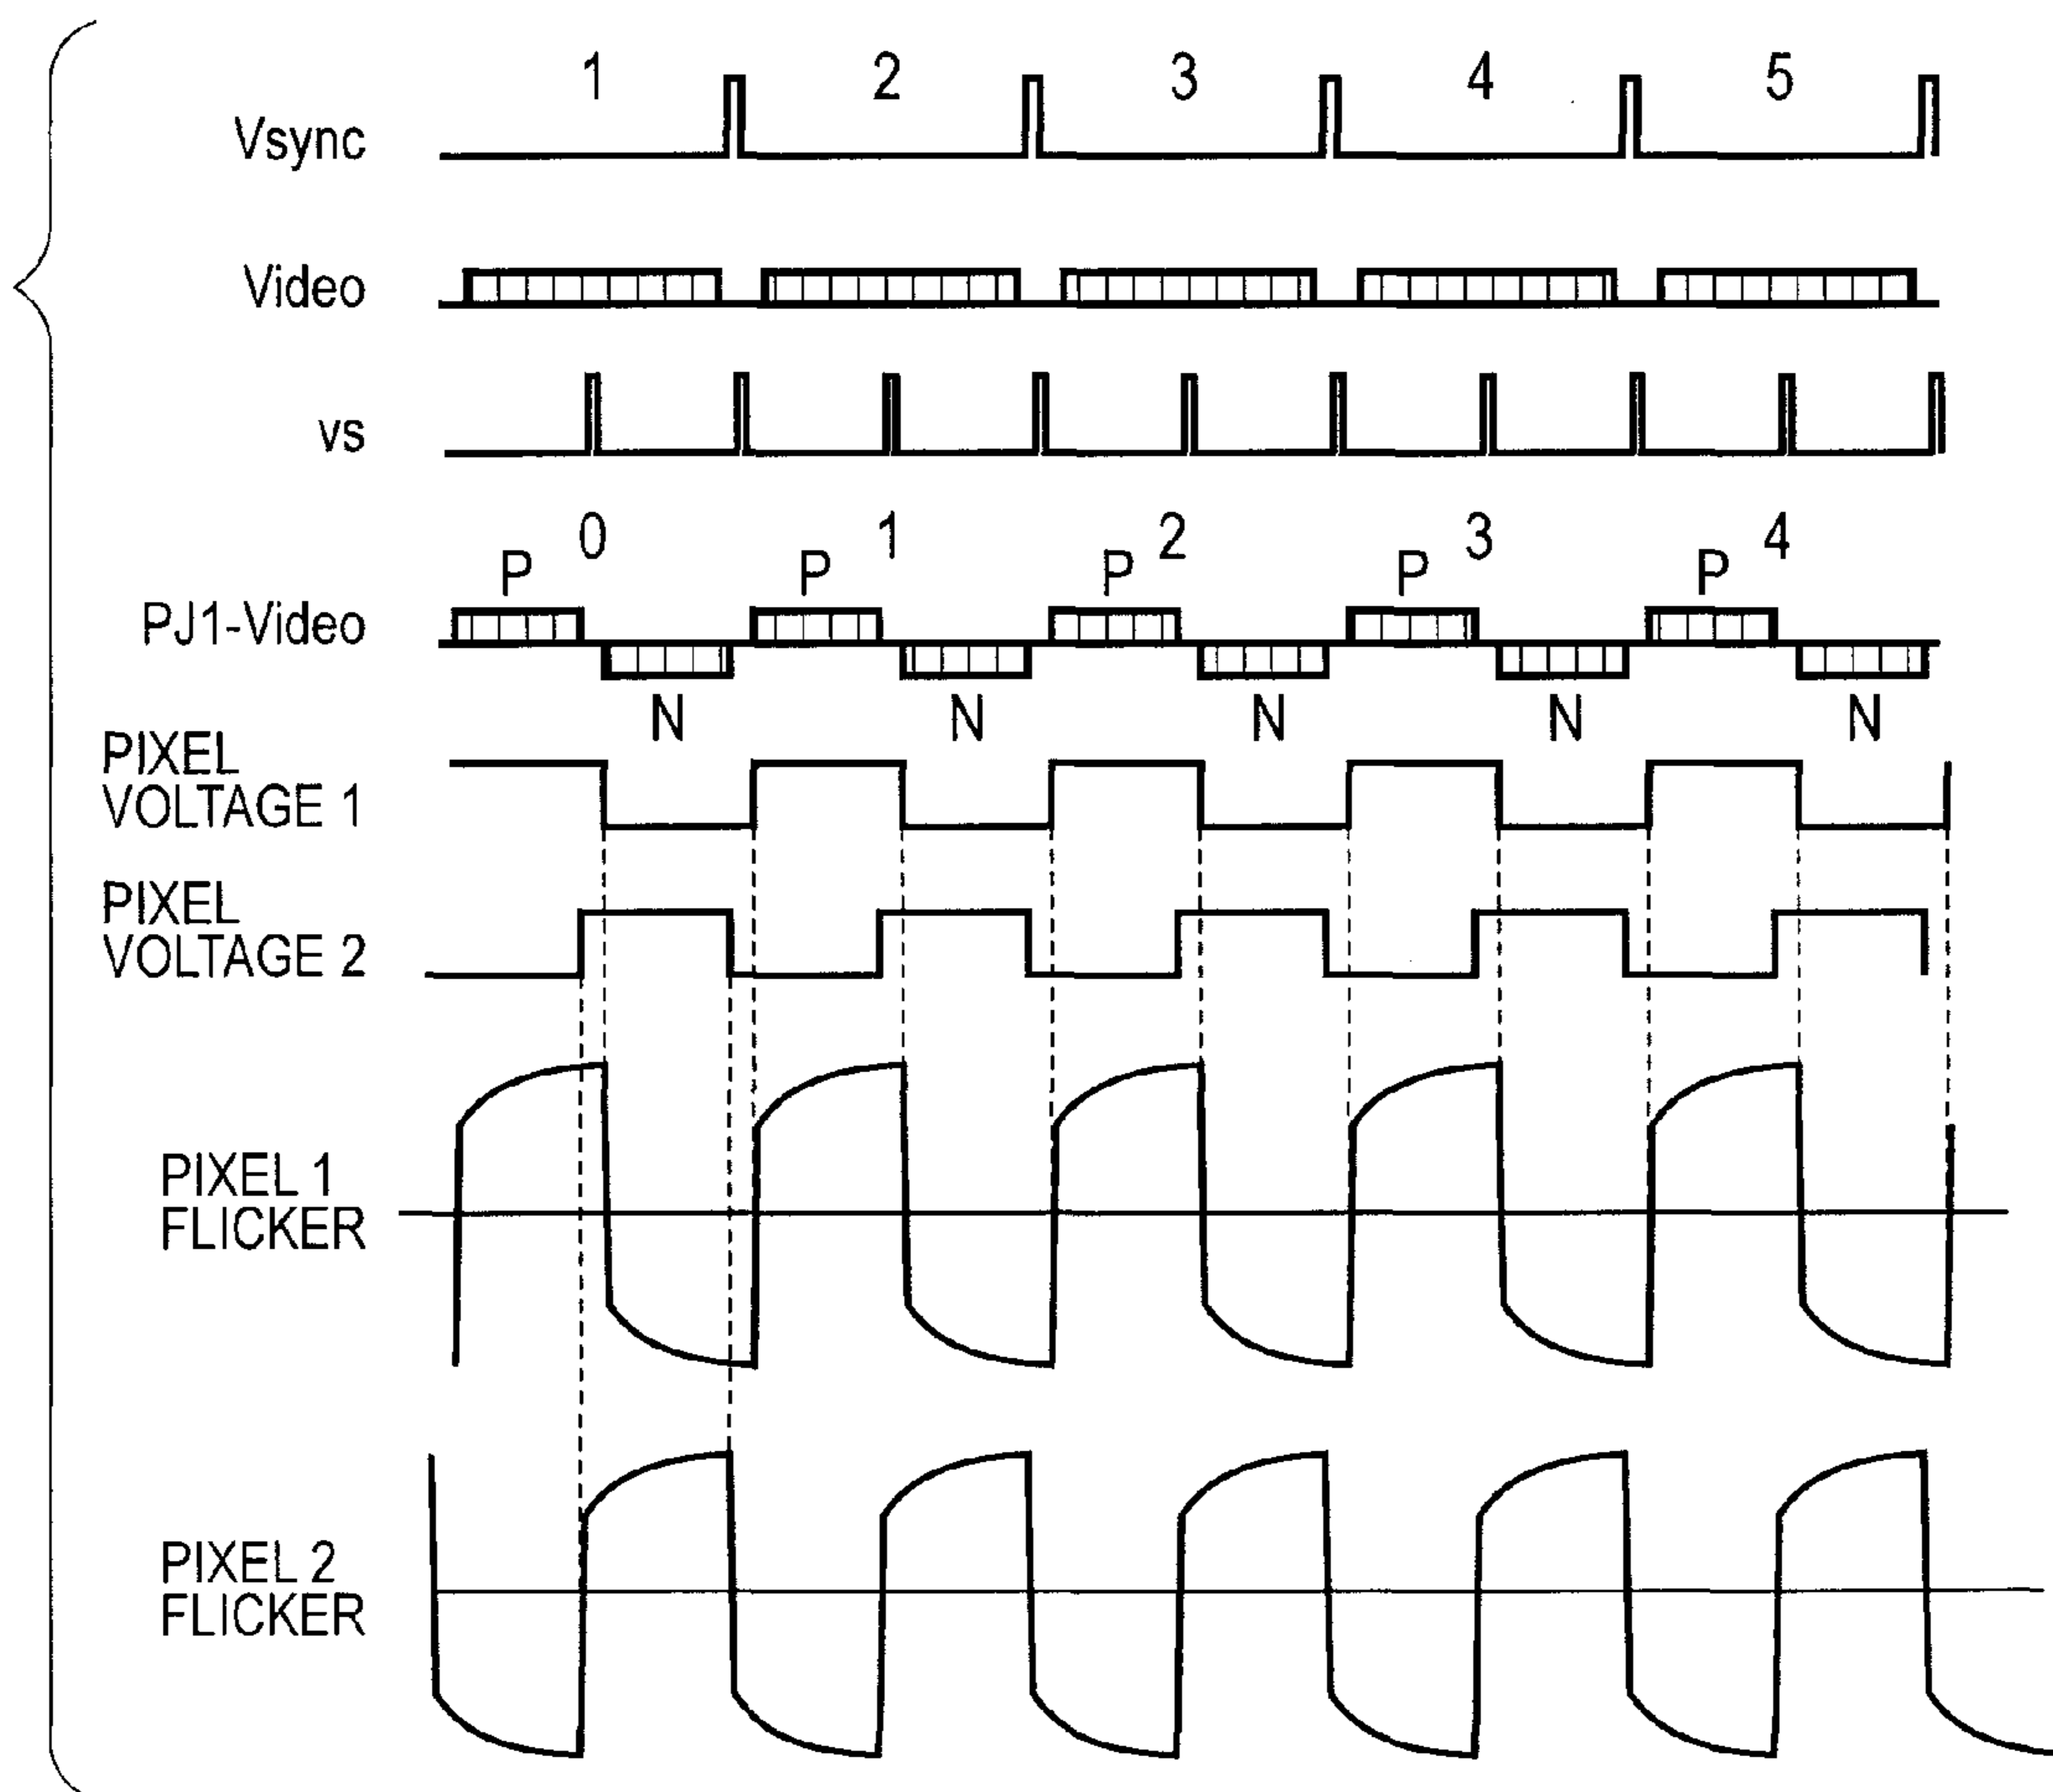 1 2 3 4 5
Vsync
Video
vs
0 1 2 3 4
P P P P P
PJ1-Video
N N N N N
PIXEL
VOLTAGE 1
PIXEL
VOLTAGE 2
PIXEL 1
FLICKER
PIXEL 2
FLICKER